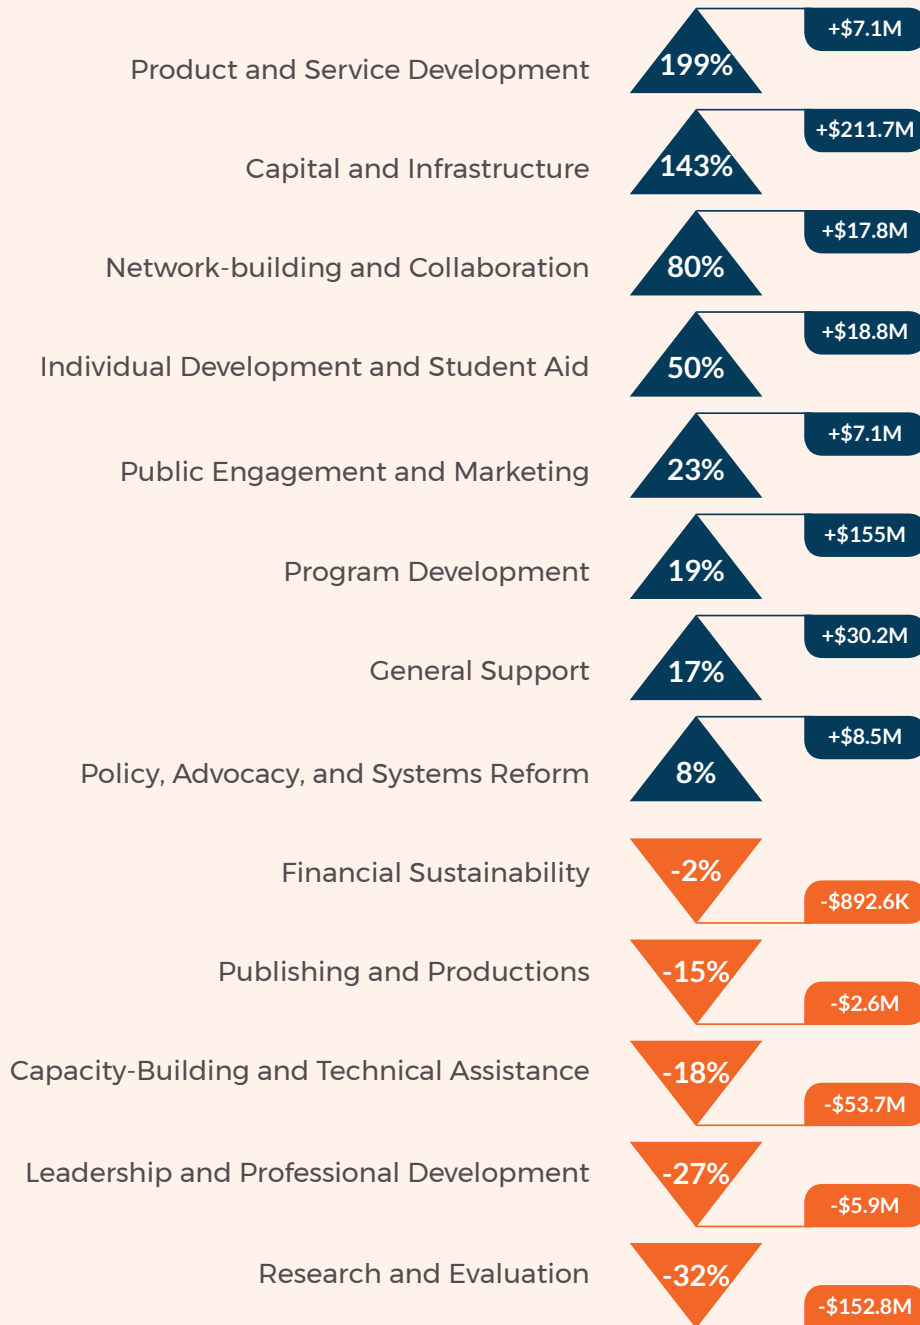 +$7.1M
Product and Service Development 199%
+$211.7M
Capital and Infrastructure 143%
+$17.8M
Network-building and Collaboration 80%
+$18.8M
Individual Development and Student Aid 50%
+$7.1M
Public Engagement and Marketing 23%
+$155M
Program Development 19%
+$30.2M
General Support 17%
+$8.5M
Policy, Advocacy, and Systems Reform 8%
Financial Sustainability -2%
-$892.6K
Publishing and Productions -15%
-$2.6M
Capacity-Building and Technical Assistance -18%
-$53.7M
Leadership and Professional Development -27%
-$5.9M
Research and Evaluation -32%
-$152.8M